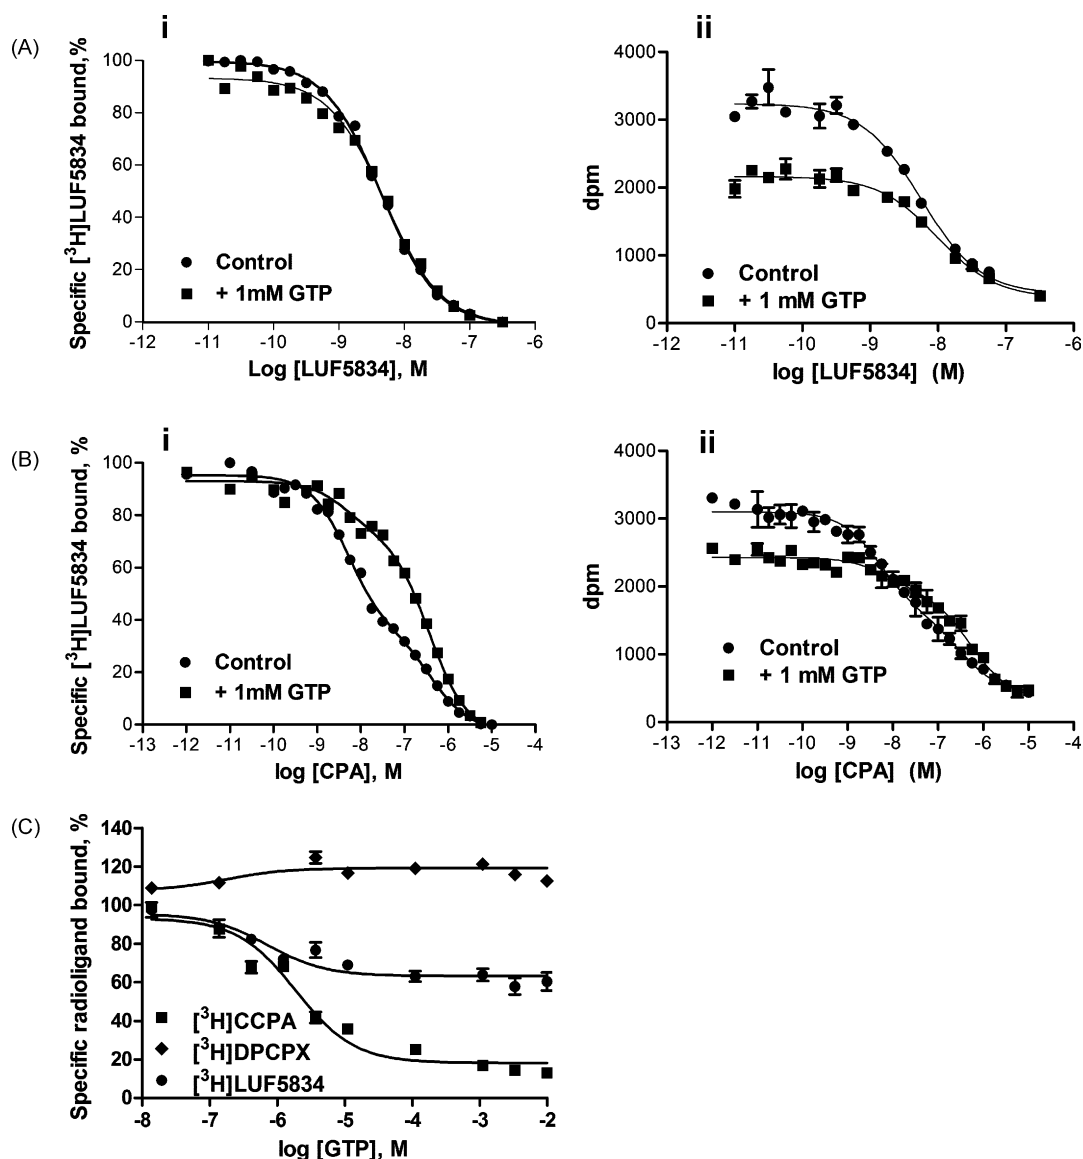 (A)
i
Specific [³H]LUF5834 bound,%
100
80
60
40
20
0
-12 -11 -10 -9 -8 -7 -6
Log [LUF5834], M
Control
+ 1mM GTP
ii
dpm
4000
3000
2000
1000
0
-12 -11 -10 -9 -8 -7 -6
log [LUF5834] (M)
Control
+ 1 mM GTP
(B)
i
Specific [³H]LUF5834 bound, %
100
80
60
40
20
0
-13 -12 -11 -10 -9 -8 -7 -6 -5 -4
log [CPA], M
Control
+ 1mM GTP
ii
dpm
4000
3000
2000
1000
0
-13 -12 -11 -10 -9 -8 -7 -6 -5 -4
log [CPA] (M)
Control
+ 1 mM GTP
(C)
Specific radioligand bound, %
140
120
100
80
60
40
20
0
-8 -7 -6 -5 -4 -3 -2
log [GTP], M
[³H]CCPA
[³H]DPCPX
[³H]LUF5834